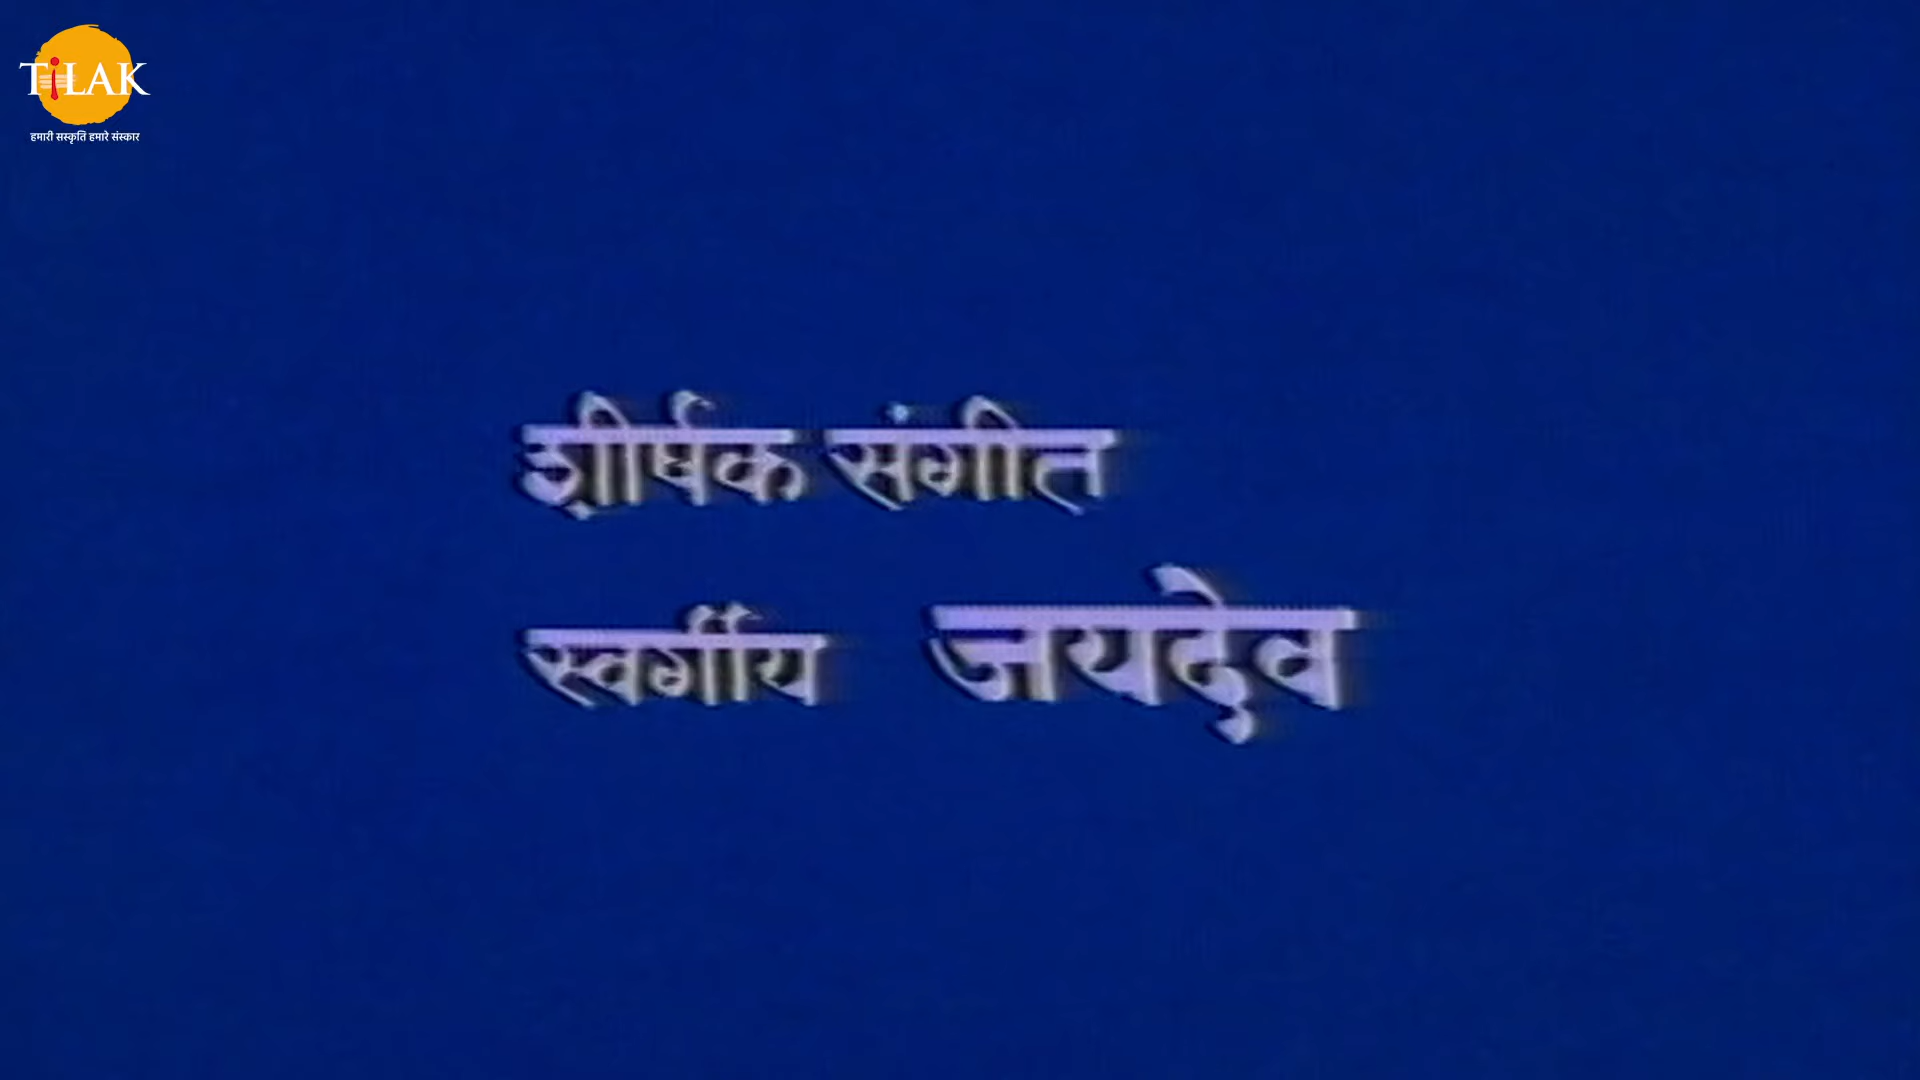 TiLAK
हमारी सस्कृति हमारे संस्कार
शीर्षक संगीत
स्वर्गीय जयदेव